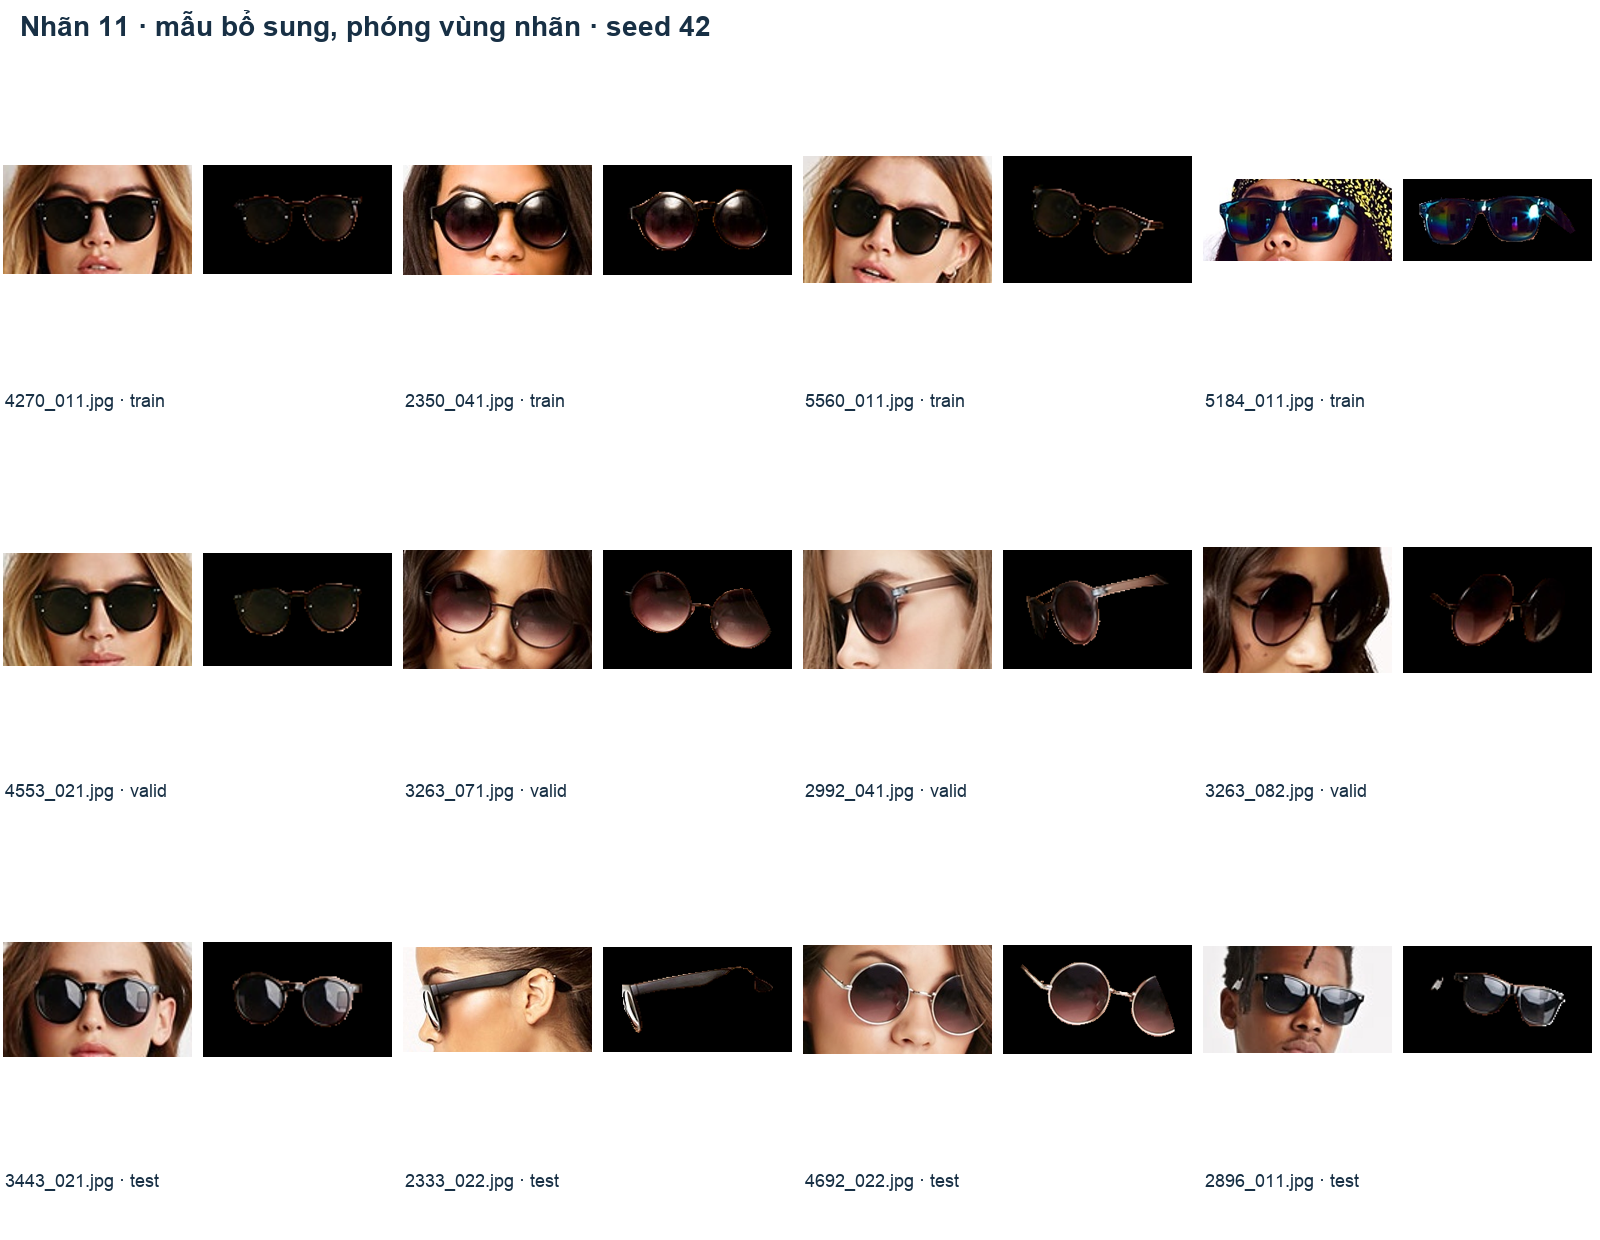 Nhãn 11 · mẫu bổ sung, phóng vùng nhãn · seed 42
4270_011.jpg · train
2350_041.jpg · train
5560_011.jpg · train
5184_011.jpg · train
4553_021.jpg · valid
3263_071.jpg · valid
2992_041.jpg · valid
3263_082.jpg · valid
3443_021.jpg · test
2333_022.jpg · test
4692_022.jpg · test
2896_011.jpg · test